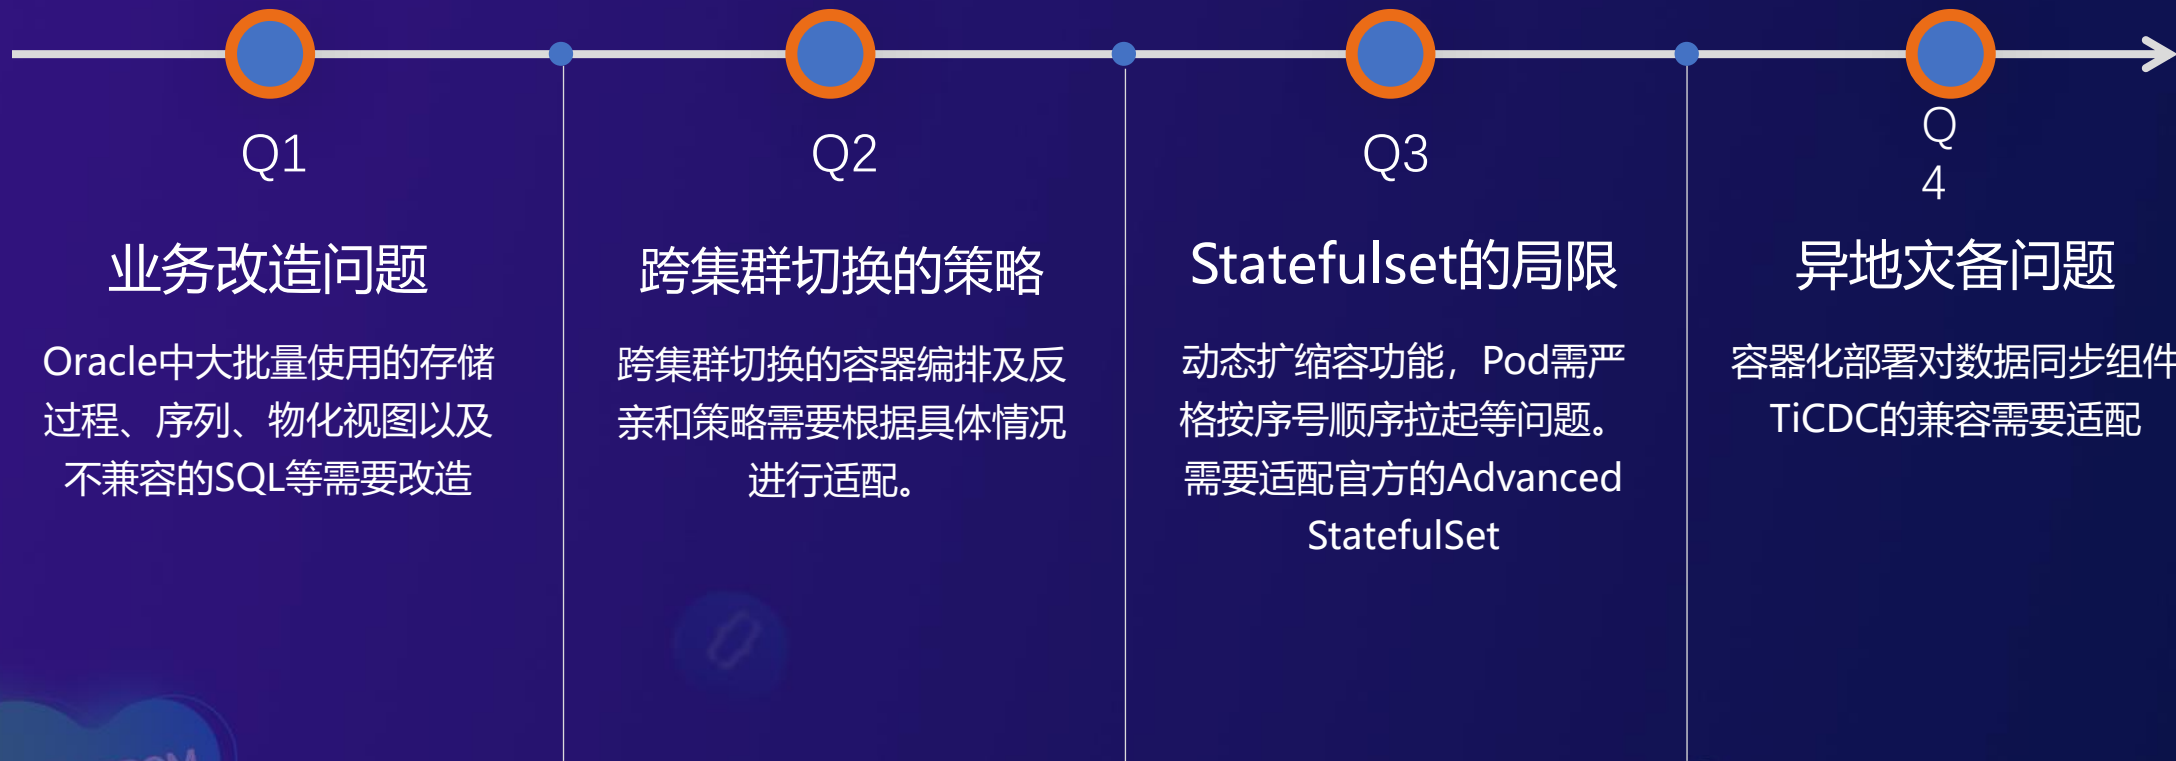 Q1
业务改造问题
Oracle中大批量使用的存储
过程、序列、物化视图以及
不兼容的SQL等需要改造
Q2
跨集群切换的策略
跨集群切换的容器编排及反
亲和策略需要根据具体情况
进行适配。
Q3
Statefulset的局限
动态扩缩容功能，Pod需严
格按序号顺序拉起等问题。
需要适配官方的Advanced
StatefulSet
Q
4
异地灾备问题
容器化部署对数据同步组件
TiCDC的兼容需要适配